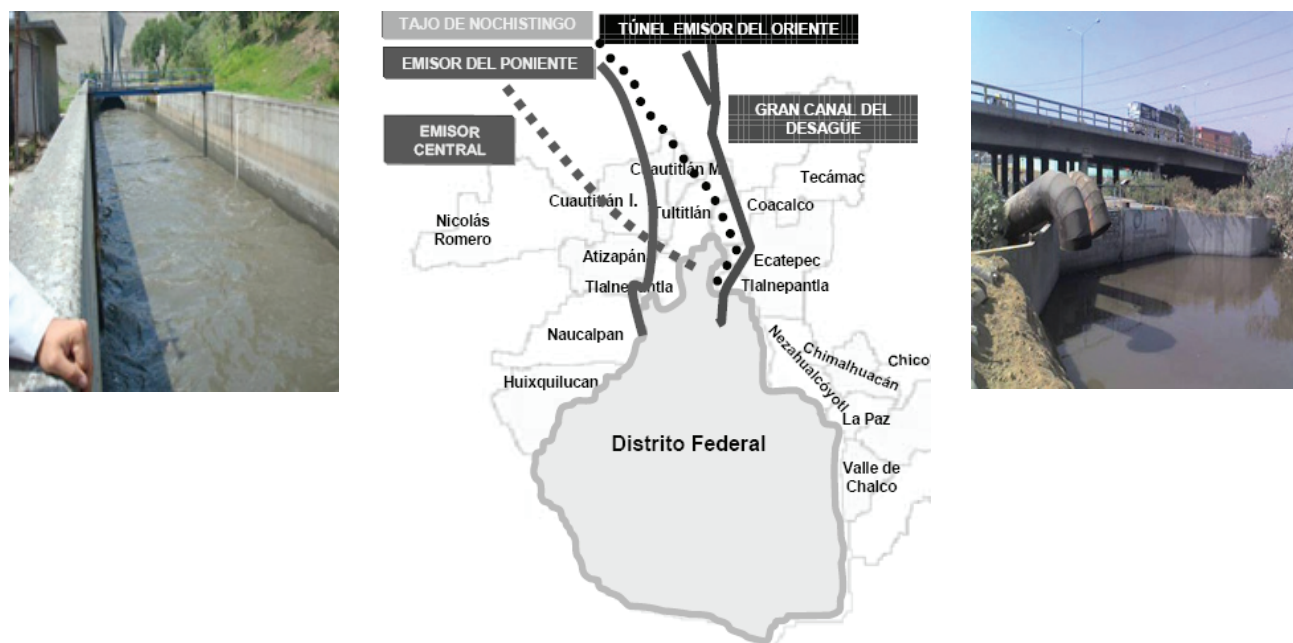 TAJO DE NOCHISTINGO
TÚNEL EMISOR DEL ORIENTE
EMISOR DEL PONIENTE
GRAN CANAL DEL
DESAGÜE
EMISOR
CENTRAL
Cuautitlán M.
Tecámac
Cuautitlán I.
Tultitlán
Coacalco
Nicolás
Romero
Atizapán
Ecatepec
Tlalnepantla
Tlalnepantla
Naucalpan
Nezahualcóyotl
Chimalhuacán
Chico
Huixquilucan
La Paz
Distrito Federal
Valle de
Chalco